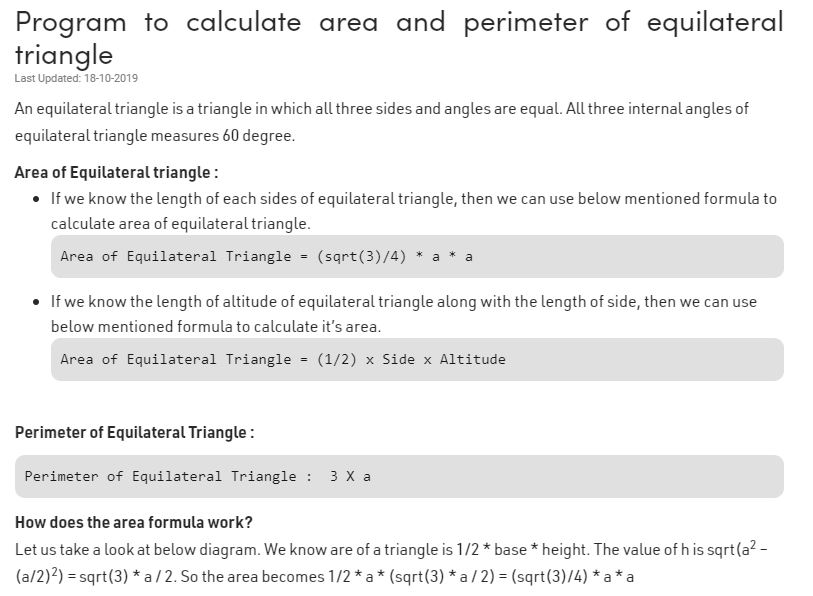 Program to calculate area and perimeter of equilateral
triangle
Last Updated: 18-10-2019
An equilateral triangle is a triangle in which all three sides and angles are equal. All three internal angles of
equilateral triangle measures 60 degree.
Area of Equilateral triangle :
• If we know the length of each sides of equilateral triangle, then we can use below mentioned formula to
calculate area of equilateral triangle.
Area of Equilateral Triangle = (sqrt(3)/4) * a * a
• If we know the length of altitude of equilateral triangle along with the length of side, then we can use
below mentioned formula to calculate it’s area.
Area of Equilateral Triangle = (1/2) x Side x Altitude
Perimeter of Equilateral Triangle :
Perimeter of Equilateral Triangle :  3 X a
How does the area formula work?
Let us take a look at below diagram. We know are of a triangle is 1/2 * base * height. The value of h is sqrt(a² –
(a/2)²) = sqrt(3) * a / 2. So the area becomes 1/2 * a * (sqrt(3) * a / 2) = (sqrt(3)/4) * a * a